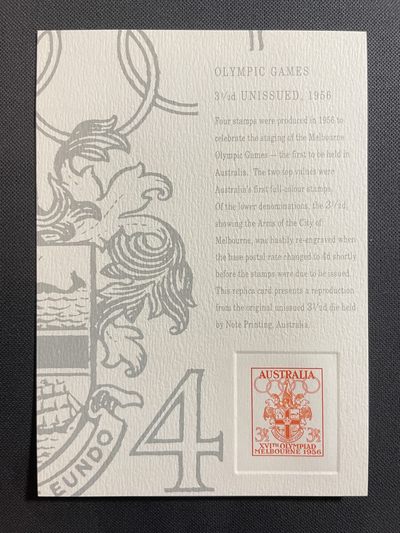 OLYMPIC GAMES
3½d UNISSUED, 1956
Four stamps were produced in 1956 to
celebrate the staging of the Melbourne
Olympic Games — the first to be held in
Australia. The two top values were
Australia's first full-colour stamps.
Of the lower denominations, the 3½d,
showing the Arms of the City of
Melbourne, was hastily re-engraved when
the base postal rate changed to 4d shortly
before the stamps were due to be issued.
This replica card presents a reproduction
from the original unissued 3½d die held
by Note Printing, Australia.
EUNDO
4
AUSTRALIA
3½ 3½
XVITH OLYMPIAD
MELBOURNE 1956